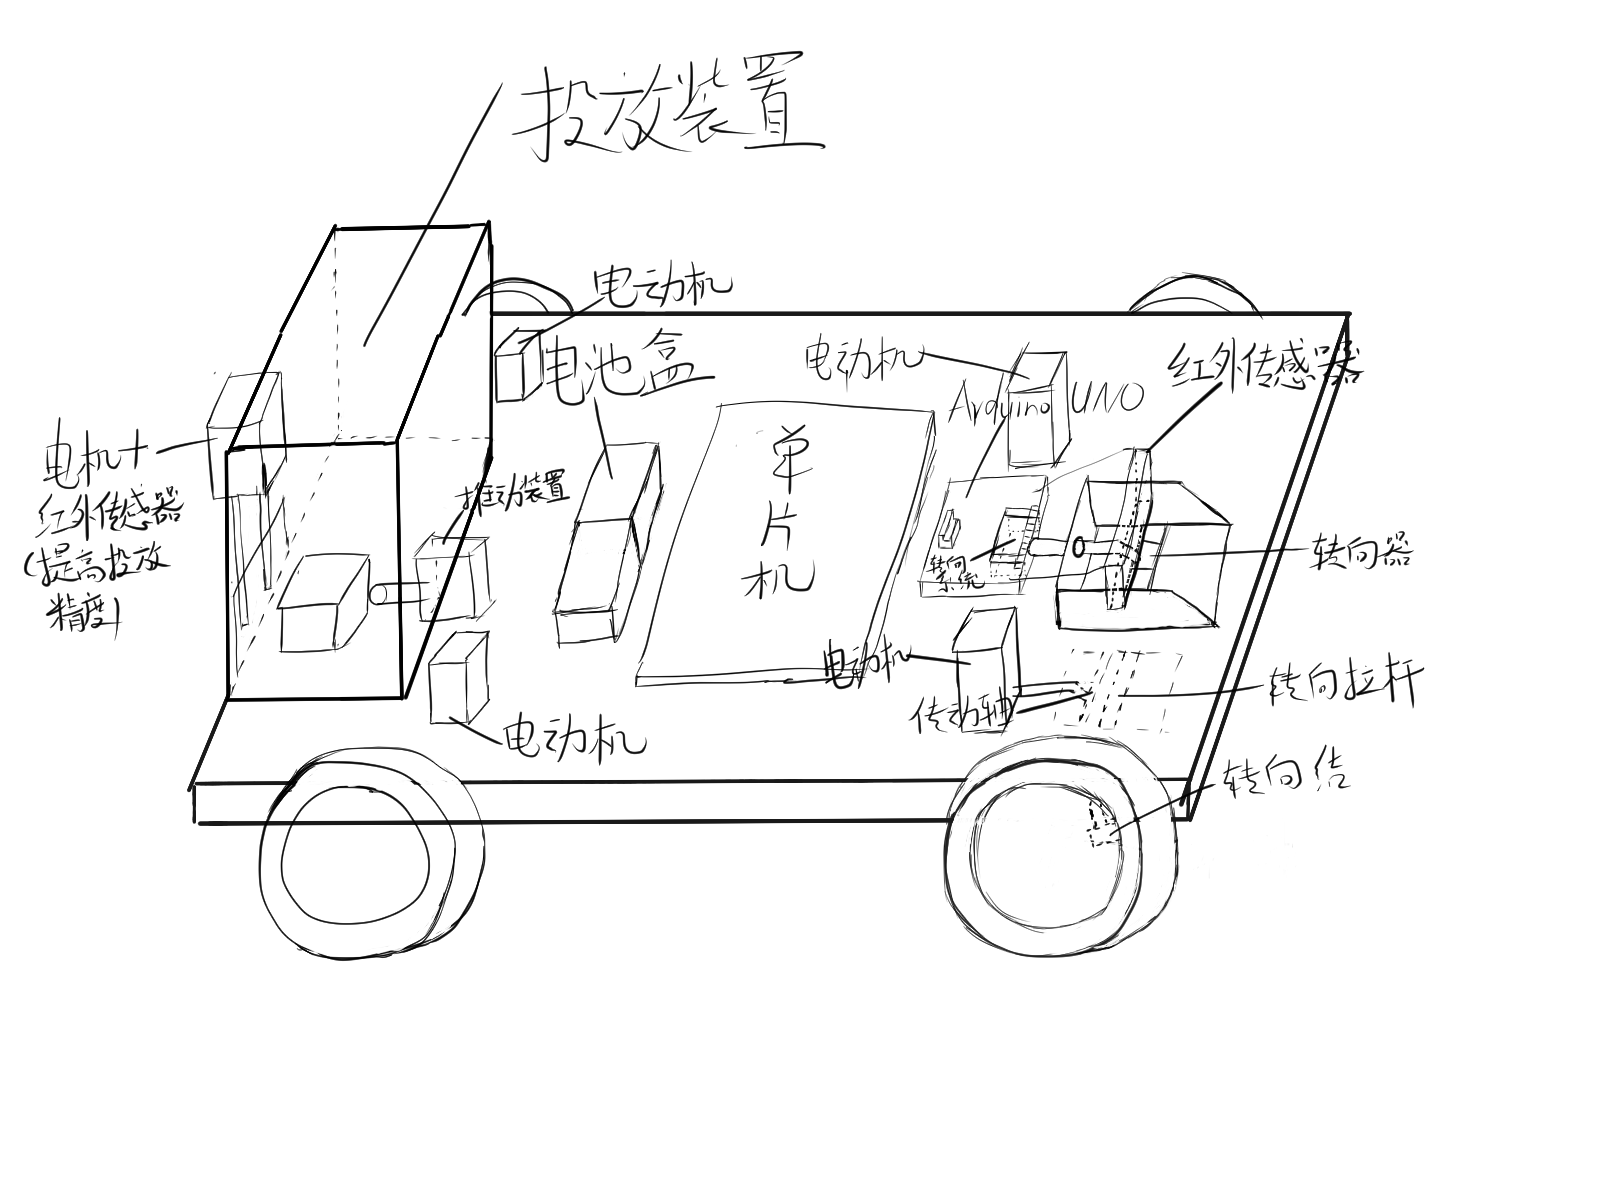 投放装置
电动机
电池盒
电动机
红外传感器
Arduino UNO
电机+
红外传感器
(提高投放
精度)
推动装置
单
片
机
转向
系统
转向器
电动机
传动轴
转向拉杆
电动机
转向结